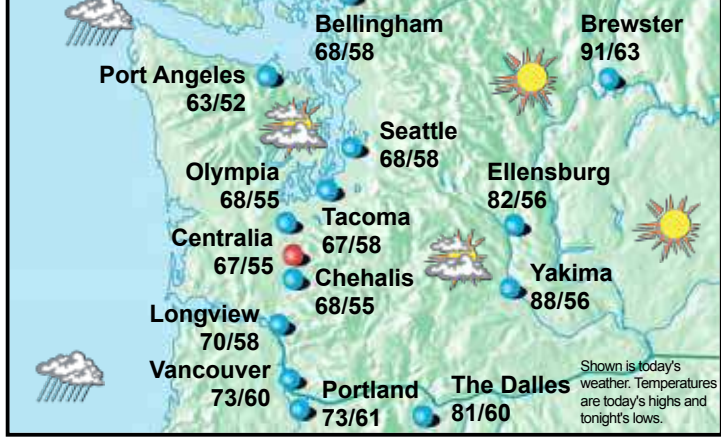 Bellingham
68/58
Brewster
91/63
Port Angeles
63/52
Seattle
68/58
Olympia
68/55
Ellensburg
82/56
Tacoma
67/58
Centralia
67/55
Chehalis
68/55
Yakima
88/56
Longview
70/58
Vancouver
73/60
Portland
73/61
The Dalles
81/60
Shown is today's
weather. Temperatures
are today's highs and
tonight's lows.